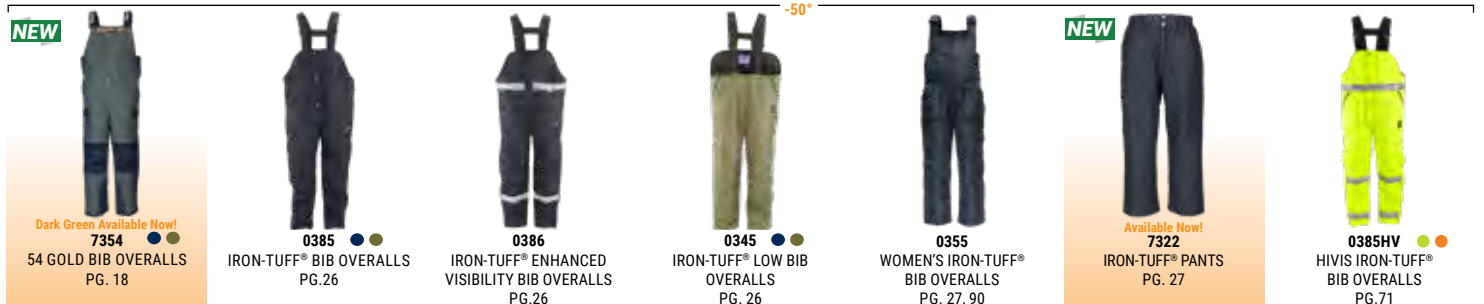 -50°
NEW
Dark Green Available Now!
7354
54 GOLD BIB OVERALLS
PG. 18
0385
IRON-TUFF® BIB OVERALLS
PG.26
0386
IRON-TUFF® ENHANCED
VISIBILITY BIB OVERALLS
PG.26
0345
IRON-TUFF® LOW BIB
OVERALLS
PG. 26
0355
WOMEN'S IRON-TUFF®
BIB OVERALLS
PG. 27, 90
NEW
Available Now!
7322
IRON-TUFF® PANTS
PG. 27
0385HV
HIVIS IRON-TUFF®
BIB OVERALLS
PG.71